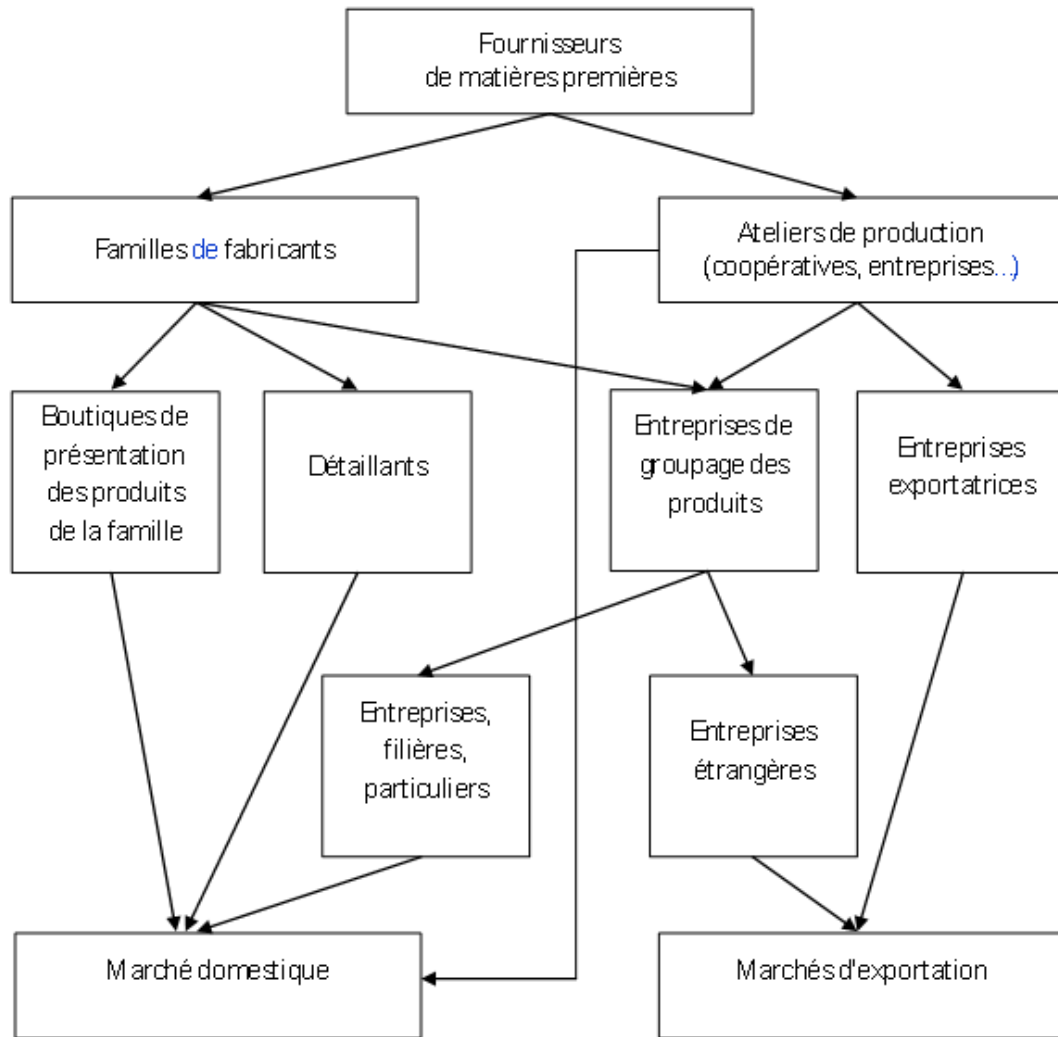 Fournisseurs
de matières premières
Familles de fabricants
Ateliers de production
(coopératives, entreprises...)
Boutiques de
présentation
des produits
de la famille
Détaillants
Entreprises de
groupage des
produits
Entreprises
exportatrices
Entreprises,
filières,
particuliers
Entreprises
étrangères
Marché domestique
Marchés d'exportation